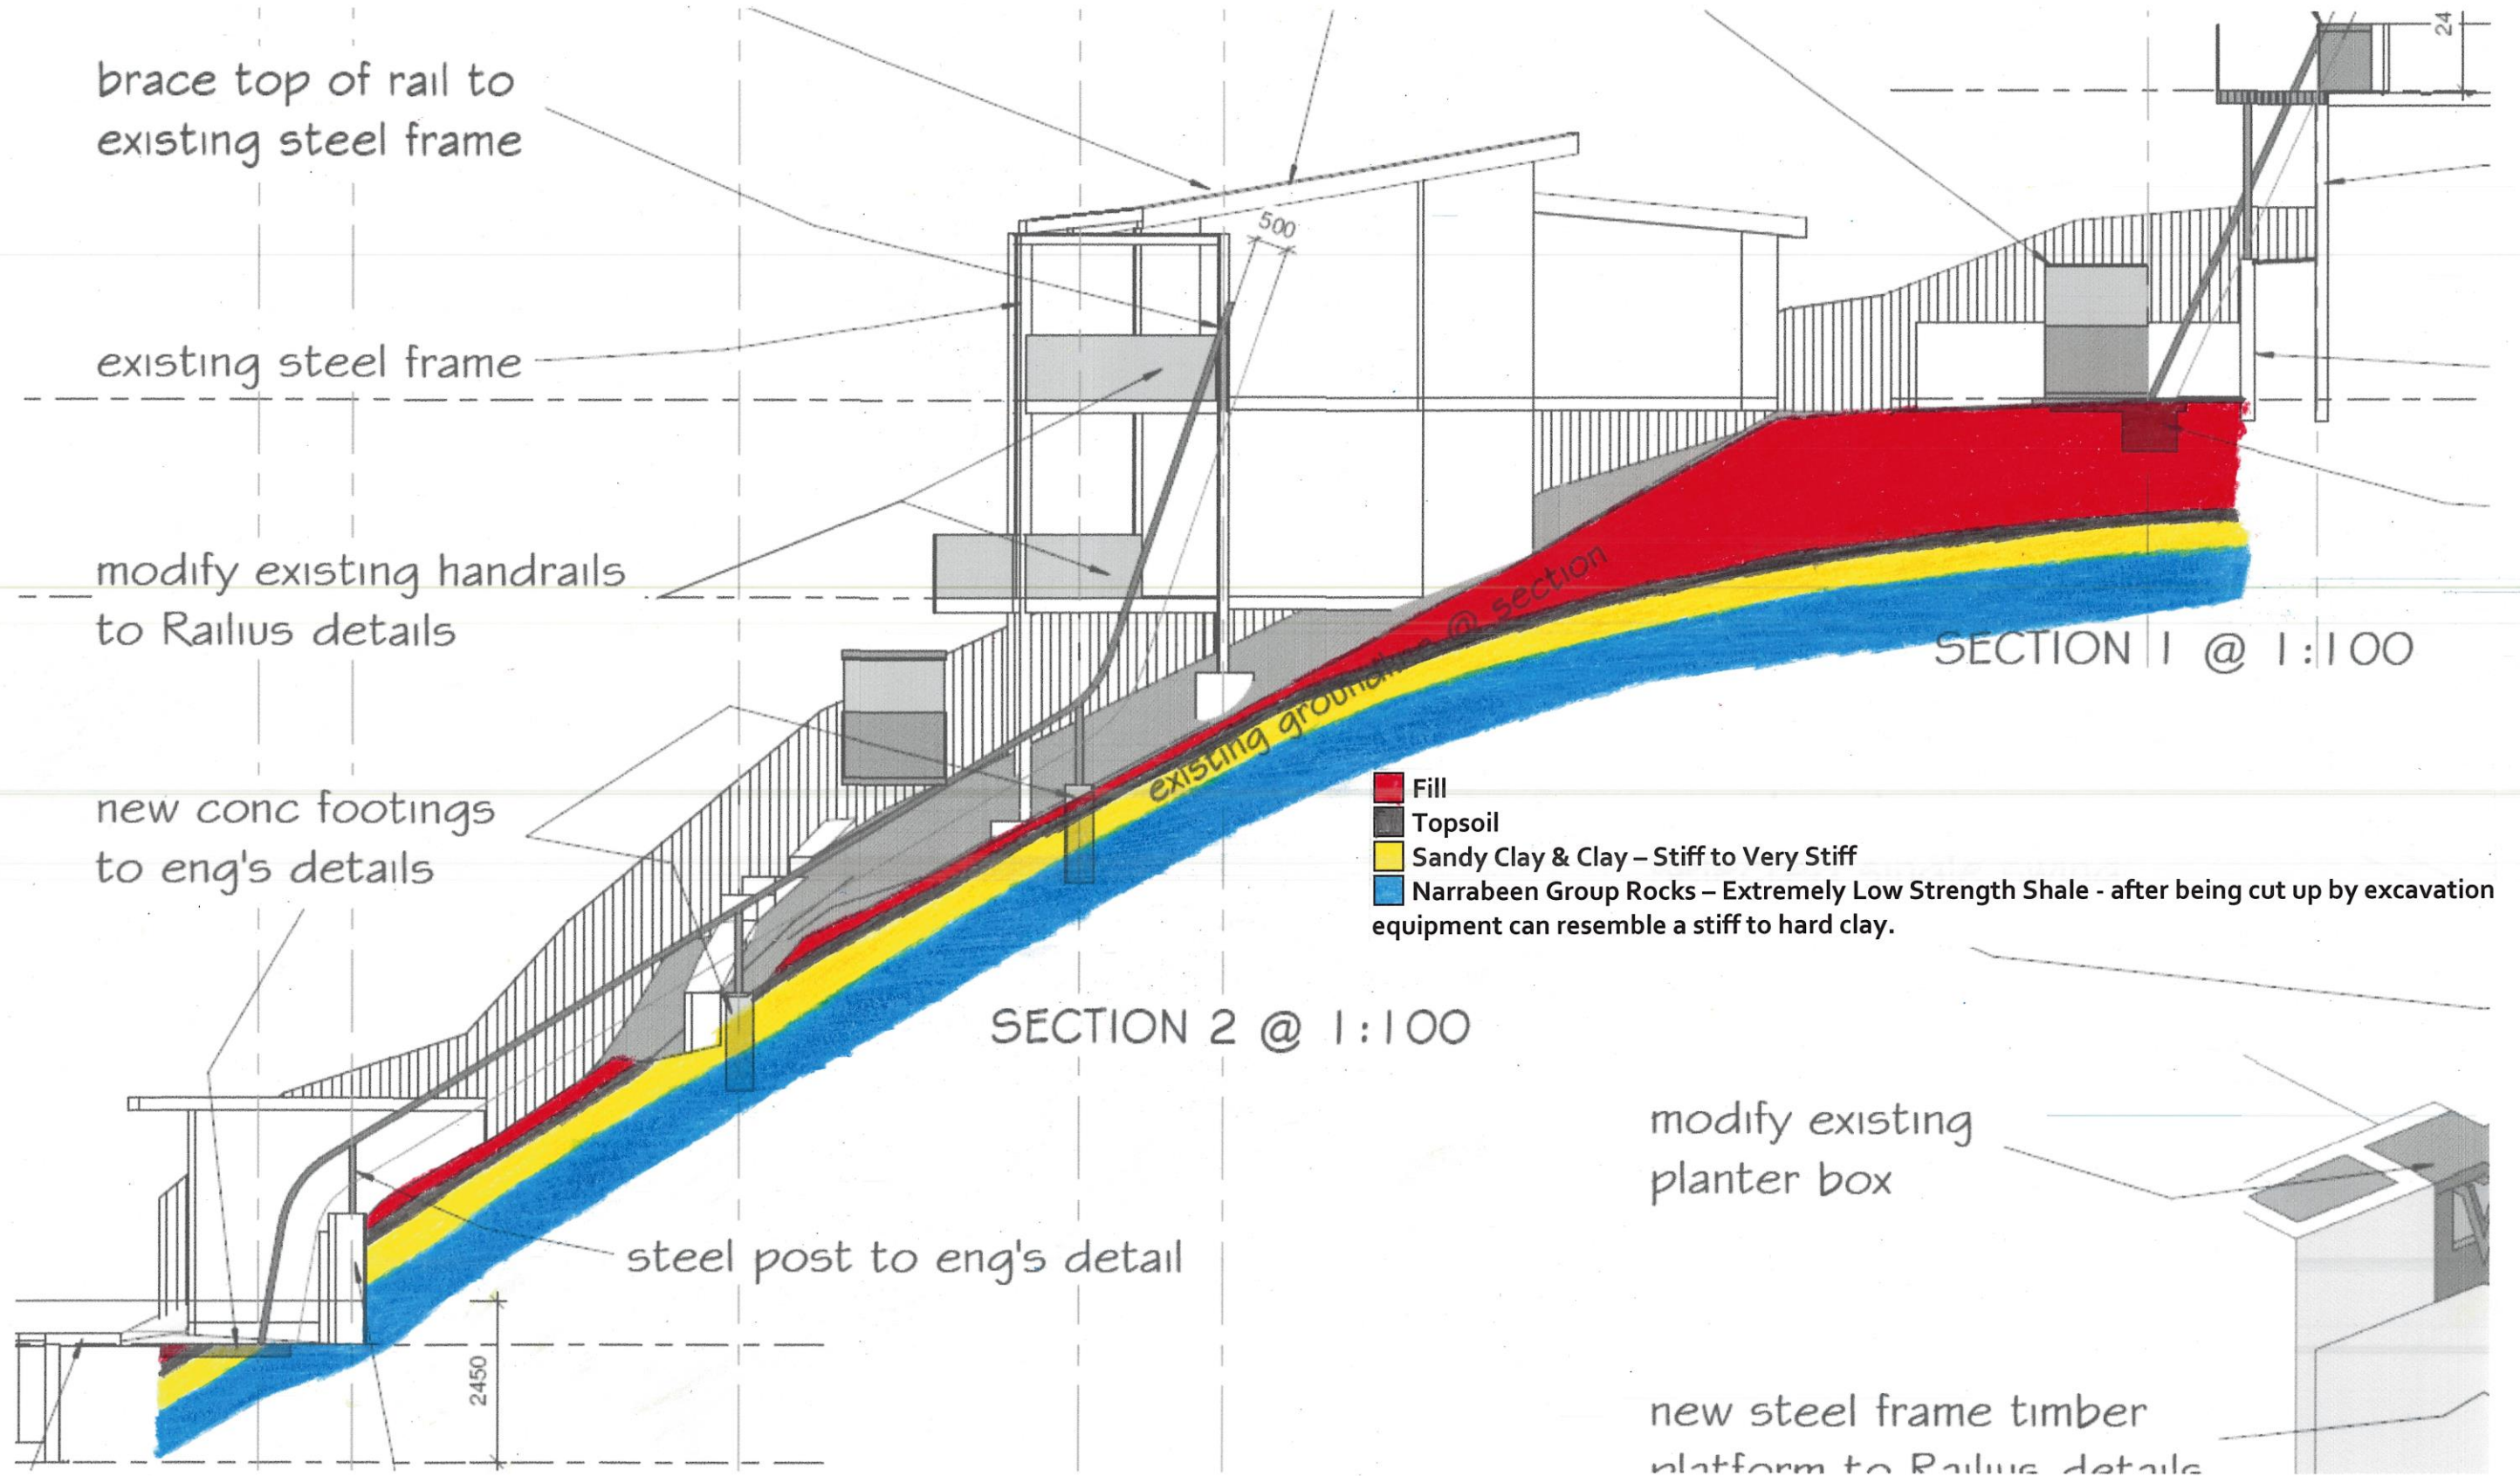 24
brace top of rail to
existing steel frame
500
existing steel frame
modify existing handrails
to Railius details
existing groundline @ section
SECTION 1 @ 1:100
new conc footings
to eng's details
Fill
Topsoil
Sandy Clay & Clay – Stiff to Very Stiff
Narrabeen Group Rocks – Extremely Low Strength Shale - after being cut up by excavation
equipment can resemble a stiff to hard clay.
SECTION 2 @ 1:100
modify existing
planter box
steel post to eng's detail
2450
new steel frame timber
platform to Railius details